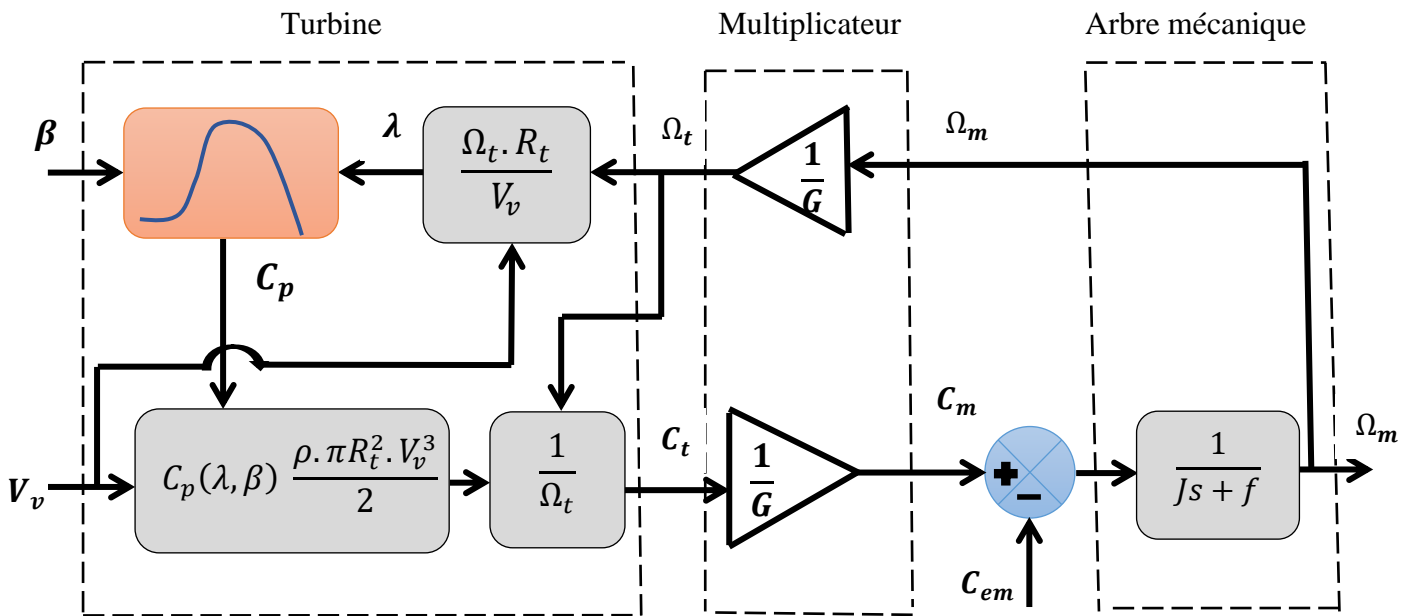 Turbine
Multiplicateur
Arbre mécanique
β
λ
Ω_t . R_t / V_v
Ω_t
1/G
Ω_m
C_p
V_v
C_p(λ, β) ρ. πR_t^2. V_v^3 / 2
1/Ω_t
C_t
1/G
C_m
+
−
C_em
1/(Js + f)
Ω_m